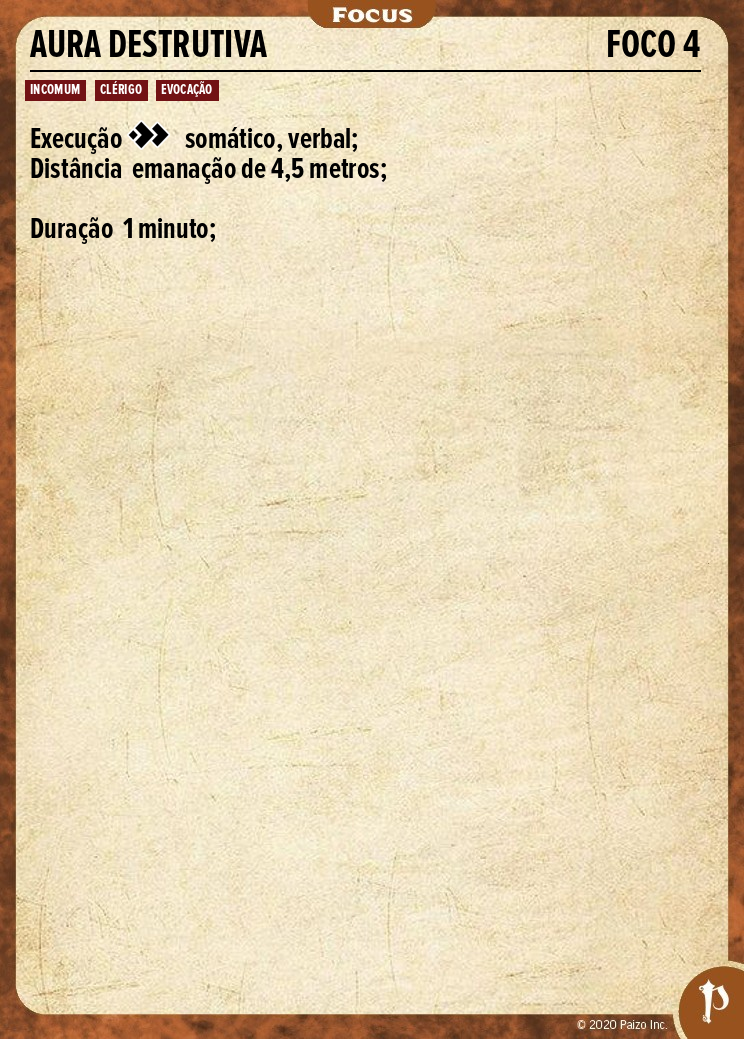 Focus
AURA DESTRUTIVA FOCO 4
INCOMUM CLÉRIGO EVOCAÇÃO
Execução somático, verbal;
Distância emanação de 4,5 metros;
Duração 1 minuto;
© 2020 Paizo Inc.